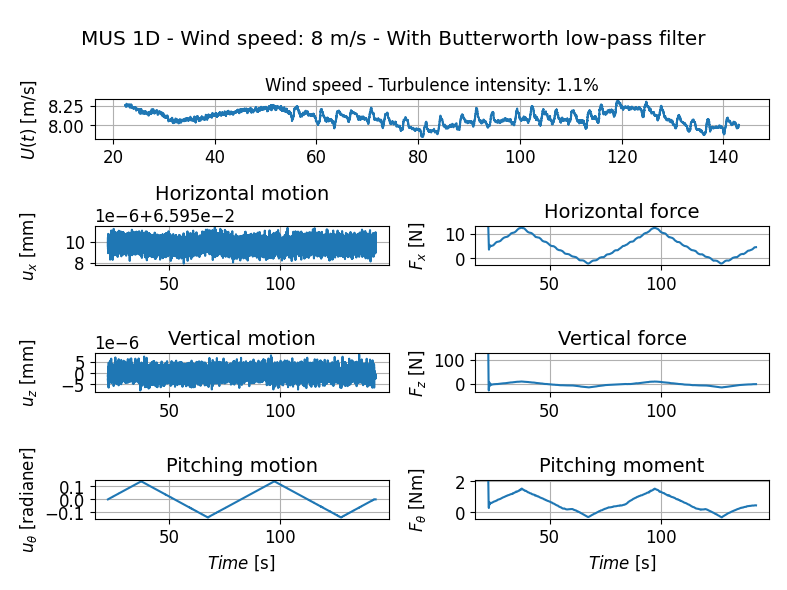 MUS 1D - Wind speed: 8 m/s - With Butterworth low-pass filter
Wind speed - Turbulence intensity: 1.1%
U(t) [m/s]
8.25
8.00
20 40 60 80 100 120 140
Horizontal motion
1e-6+6.595e-2
u_x [mm]
10
8
50 100
Horizontal force
F_x [N]
10
0
50 100
Vertical motion
1e-6
u_z [mm]
5
0
−5
50 100
Vertical force
F_z [N]
100
0
50 100
Pitching motion
u_θ [radianer]
0.1
0.0
−0.1
50 100
Time [s]
Pitching moment
F_θ [Nm]
2
0
50 100
Time [s]